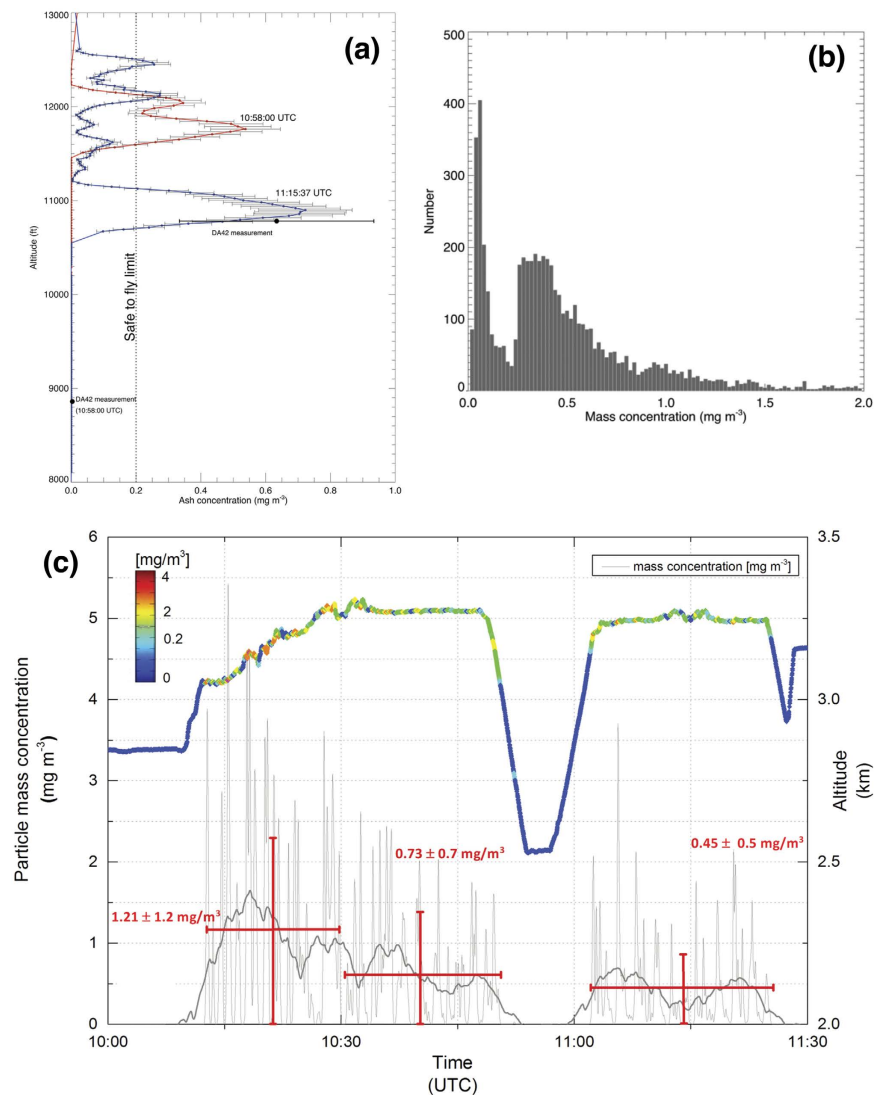 (a)
13000
12000
11000
10000
9000
8000
Altitude (ft)
10:58:00 UTC
11:15:37 UTC
DA42 measurement
Safe to fly limit
DA42 measurement
(10:58:00 UTC)
0.0 0.2 0.4 0.6 0.8 1.0
Ash concentration (mg m-3)
(b)
500
400
300
200
100
0
Number
0.0 0.5 1.0 1.5 2.0
Mass concentration (mg m-3)
(c)
[mg/m3]
4
2
0.2
0
mass concentration [mg m-3]
6
5
4
3
2
1
0
Particle mass concentration
(mg m-3)
3.5
3.0
2.5
2.0
Altitude
(km)
1.21 ± 1.2 mg/m3
0.73 ± 0.7 mg/m3
0.45 ± 0.5 mg/m3
10:00 10:30 11:00 11:30
Time
(UTC)